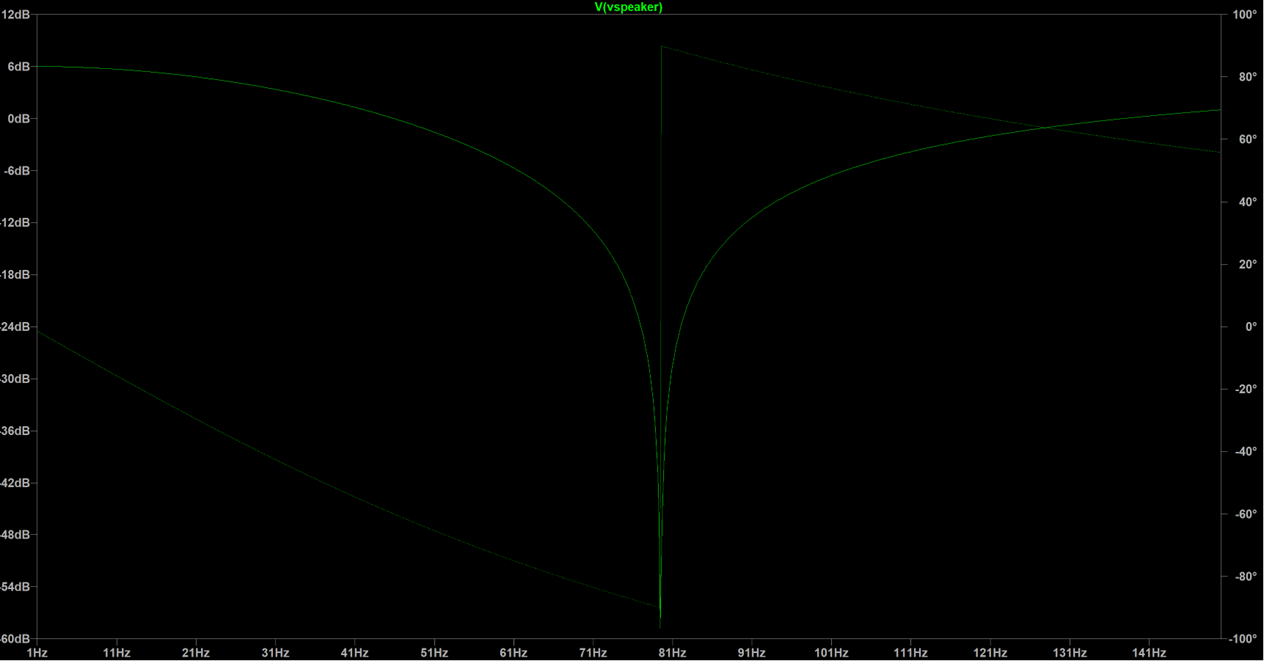 V(vspeaker)
12dB
6dB
0dB
-6dB
-12dB
-18dB
-24dB
-30dB
-36dB
-42dB
-48dB
-54dB
-60dB
100°
80°
60°
40°
20°
0°
-20°
-40°
-60°
-80°
-100°
1Hz 11Hz 21Hz 31Hz 41Hz 51Hz 61Hz 71Hz 81Hz 91Hz 101Hz 111Hz 121Hz 131Hz 141Hz